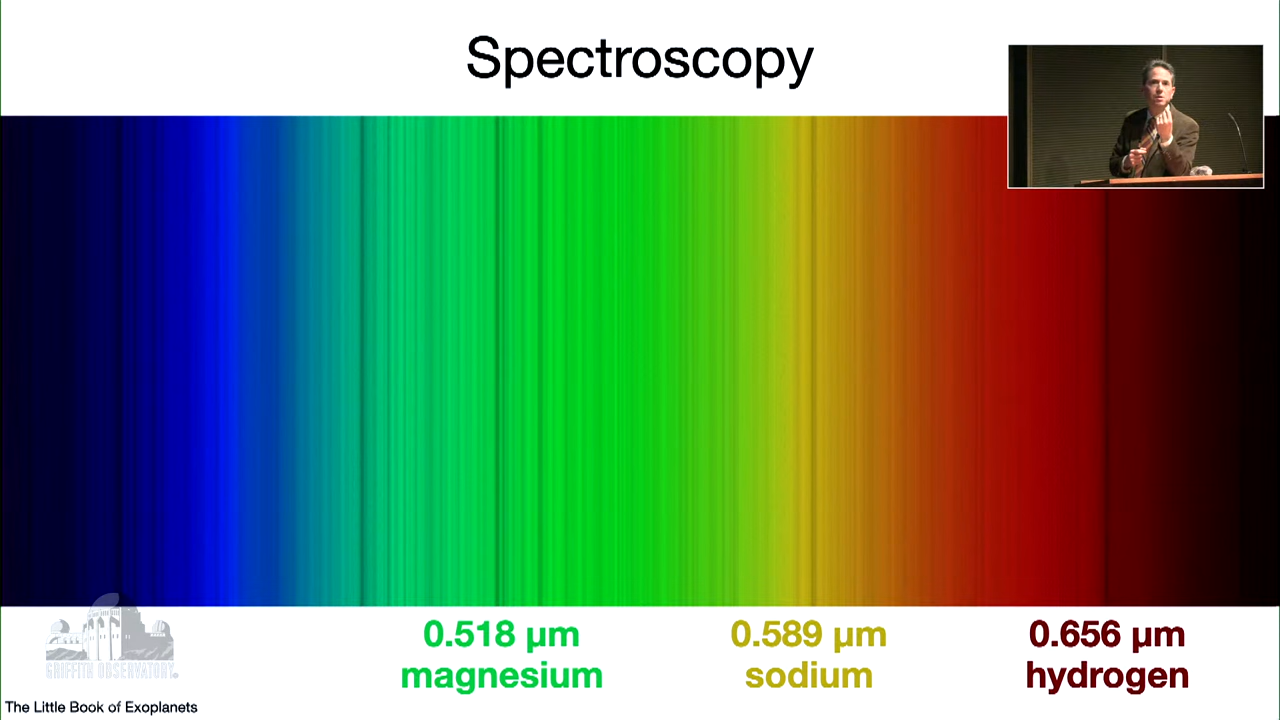 Spectroscopy
0.518 µm
magnesium
0.589 µm
sodium
0.656 µm
hydrogen
GRIFFITH OBSERVATORY
The Little Book of Exoplanets